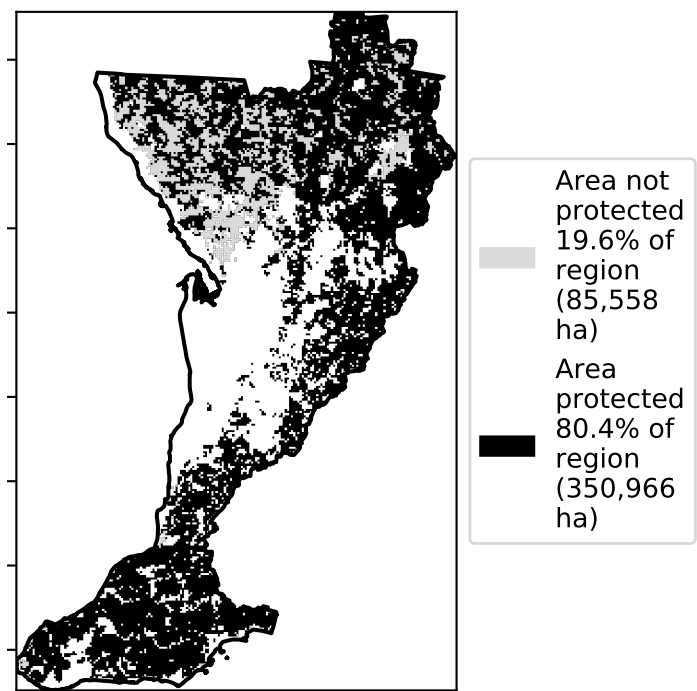 Area not
protected
19.6% of
region
(85,558
ha)
Area
protected
80.4% of
region
(350,966
ha)